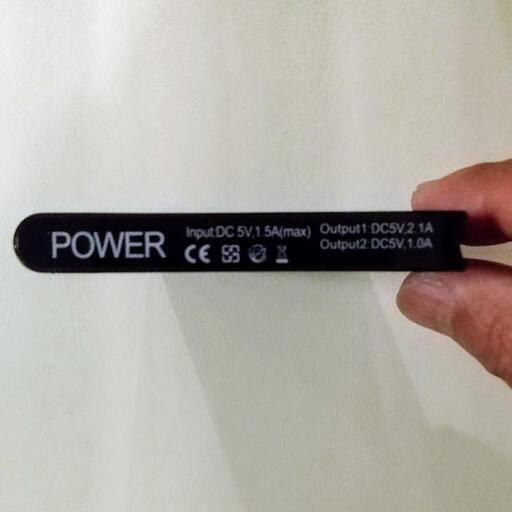 POWER
Input:DC 5V,1.5A(max)
CE
Output1:DC5V,2.1A
Output2:DC5V,1.0A